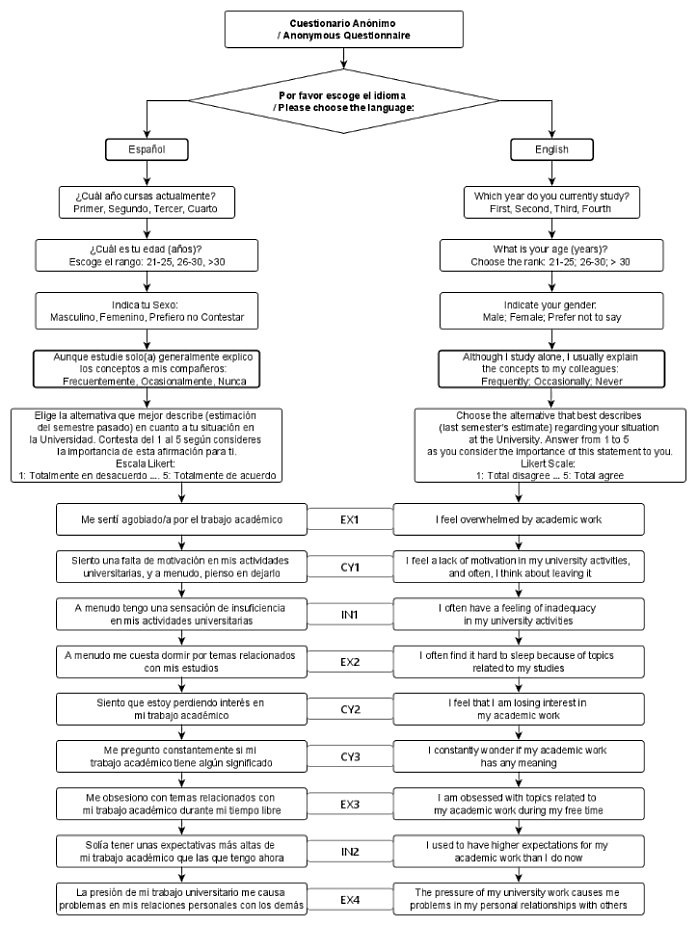 Cuestionario Anónimo
/ Anonymous Questionnaire
Por favor escoge el idioma
/ Please choose the language:
Español
English
¿Cuál año cursas actualmente?
Primer, Segundo, Tercer, Cuarto
Which year do you currently study?
First, Second, Third, Fourth
¿Cuál es tu edad (años)?
Escoge el rango: 21-25, 26-30, >30
What is your age (years)?
Choose the rank: 21-25; 26-30; > 30
Indica tu Sexo:
Masculino, Femenino, Prefiero no Contestar
Indicate your gender:
Male; Female; Prefer not to say
Aunque estudie solo(a) generalmente explico
los conceptos a mis compañeros:
Frecuentemente, Ocasionalmente, Nunca
Although I study alone, I usually explain
the concepts to my colleagues:
Frequently; Occasionally; Never
Elige la alternativa que mejor describe (estimación
del semestre pasado) en cuanto a tu situación en
la Universidad. Contesta del 1 al 5 según consideres
la importancia de esta afirmación para ti.
Escala Likert:
1: Totalmente en desacuerdo .... 5: Totalmente de acuerdo
Choose the alternative that best describes
(last semester's estimate) regarding your situation
at the University. Answer from 1 to 5
as you consider the importance of this statement to you.
Likert Scale:
1: Total disagree ... 5: Total agree
Me sentí agobiado/a por el trabajo académico
EX1
I feel overwhelmed by academic work
Siento una falta de motivación en mis actividades
universitarias, y a menudo, pienso en dejarlo
CY1
I feel a lack of motivation in my university activities,
and often, I think about leaving it
A menudo tengo una sensación de insuficiencia
en mis actividades universitarias
IN1
I often have a feeling of inadequacy
in my university activities
A menudo me cuesta dormir por temas relacionados
con mis estudios
EX2
I often find it hard to sleep because of topics
related to my studies
Siento que estoy perdiendo interés en
mi trabajo académico
CY2
I feel that I am losing interest in
my academic work
Me pregunto constantemente si mi
trabajo académico tiene algún significado
CY3
I constantly wonder if my academic work
has any meaning
Me obsesiono con temas relacionados con
mi trabajo académico durante mi tiempo libre
EX3
I am obsessed with topics related to
my academic work during my free time
Solía tener unas expectativas más altas de
mi trabajo académico que las que tengo ahora
IN2
I used to have higher expectations for my
academic work than I do now
La presión de mi trabajo universitario me causa
problemas en mis relaciones personales con los demás
EX4
The pressure of my university work causes me
problems in my personal relationships with others